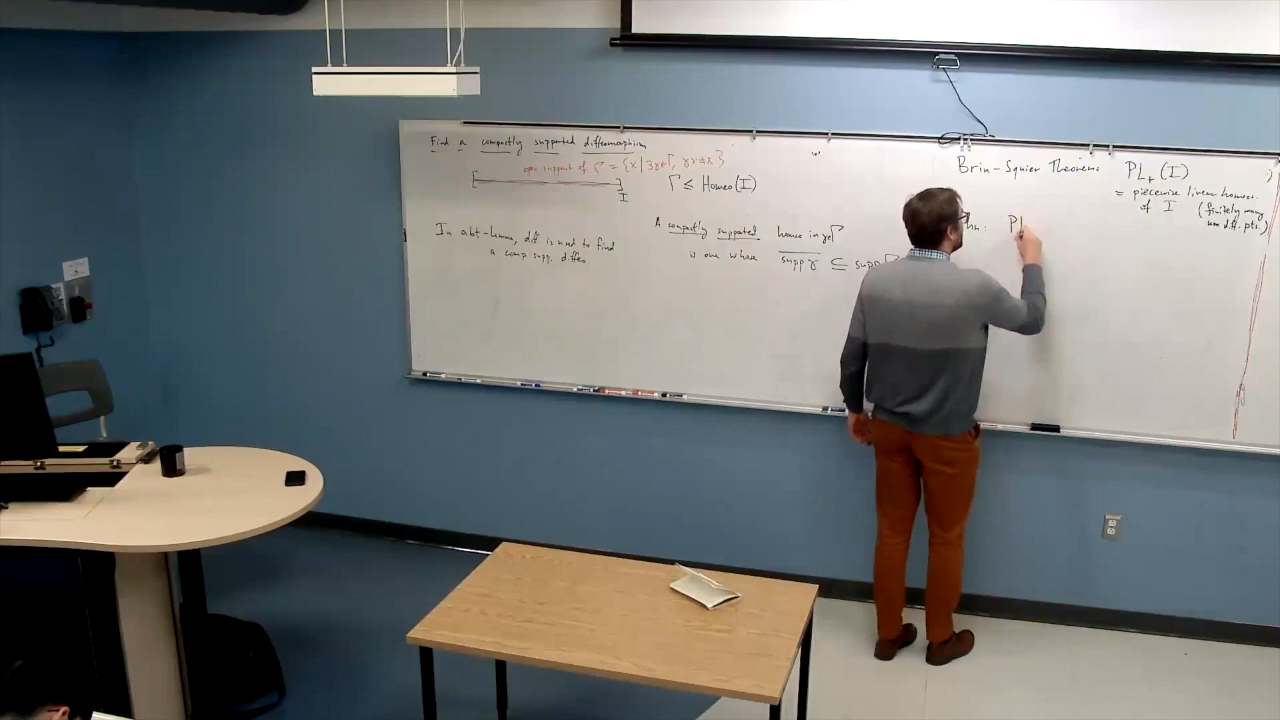 Find a compactly supported diffeomorphism
open support of Γ = {x | ∃γ∈Γ, γx≠x}
I
Γ ≤ Homeo(I)
In abt-lemma, diff is used to find
a comp supp. diffeo.
A compactly supported homeo in γ∈Γ
is one where supp γ ⊆ supp Γ
Brin-Squier Theorem:
PL₊(I)
= piecewise linear homeos.
of I (finitely many
non diff. pts.)
PL